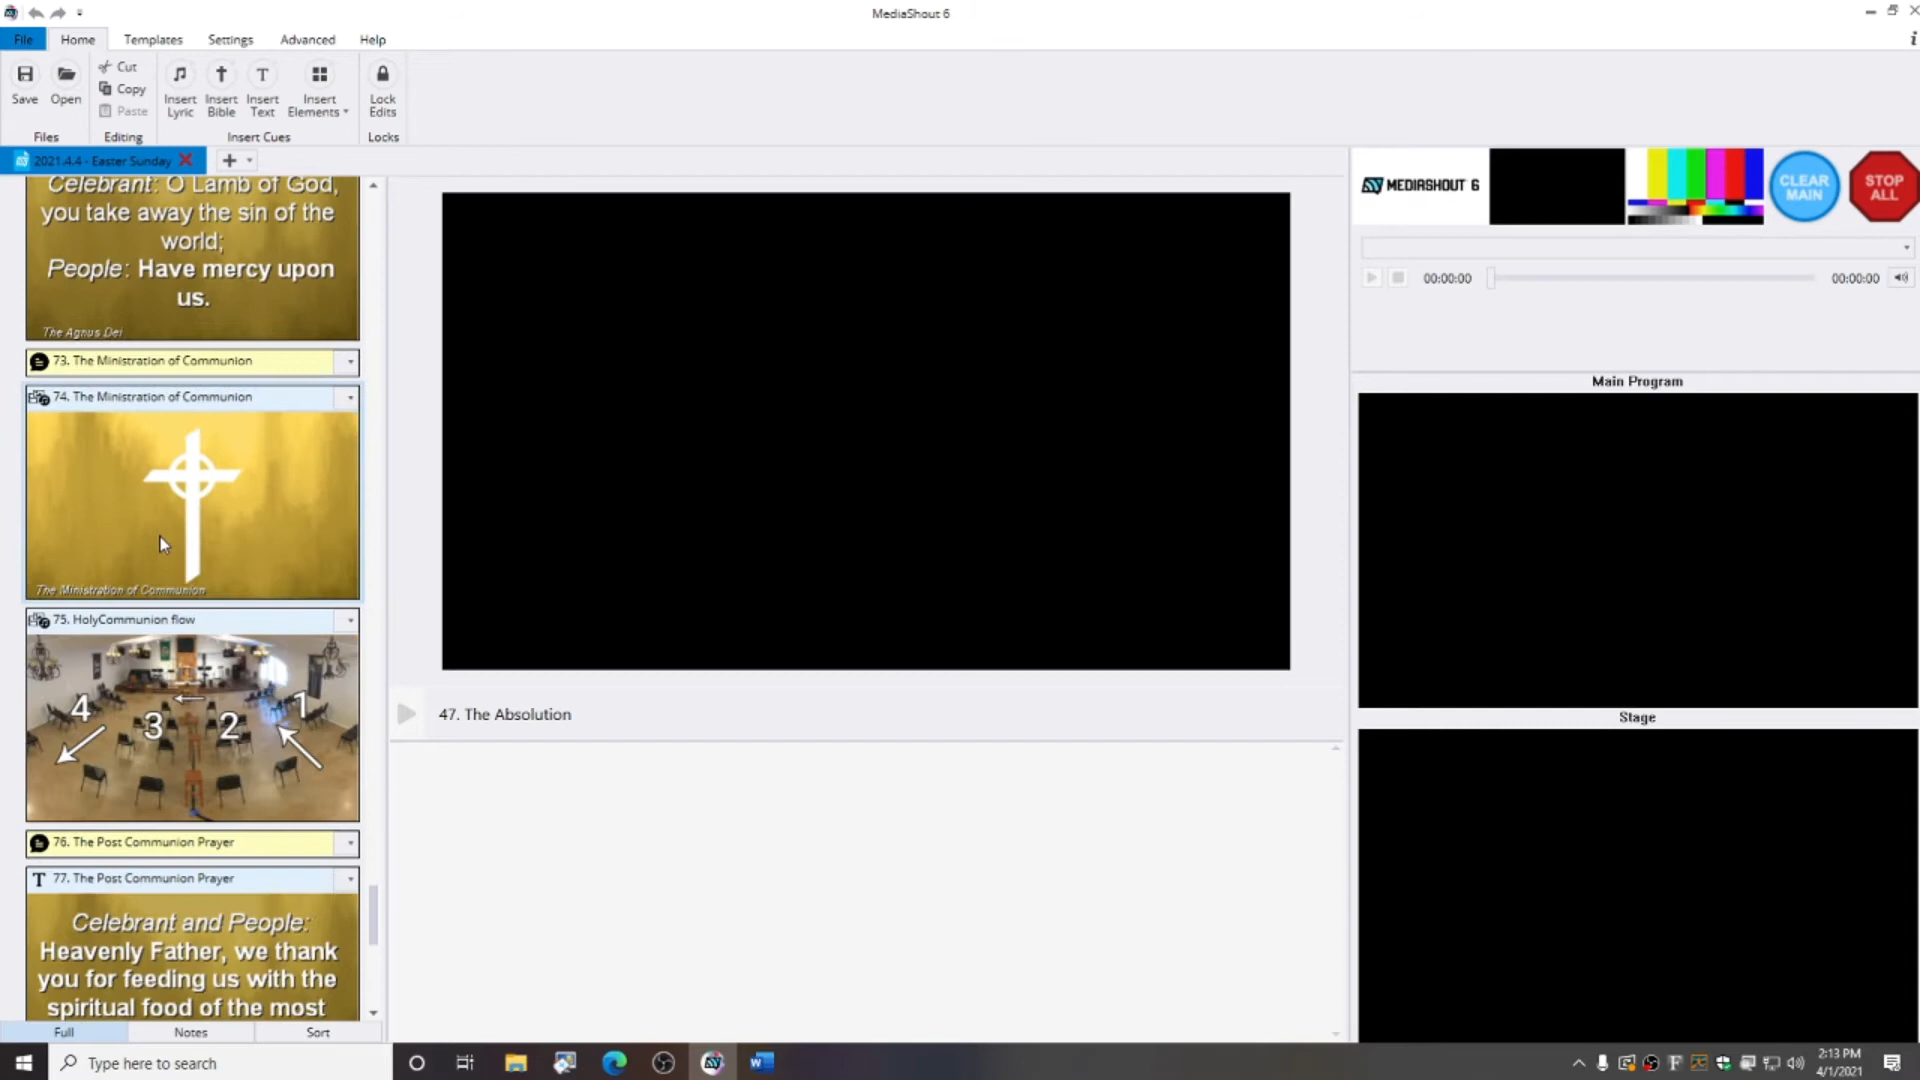 MediaShout 6
File
Home
Templates
Settings
Advanced
Help
Save
Open
Cut
Copy
Paste
Insert Lyric
Insert Bible
Insert Text
Insert Elements
Lock Edits
Files
Editing
Insert Cues
Locks
2021.4.4 - Easter Sunday
Celebrant: O Lamb of God,
you take away the sin of the
world;
People: Have mercy upon
us.
The Agnus Dei
73. The Ministration of Communion
74. The Ministration of Communion
The Ministration of Communion
75. HolyCommunion flow
4
3
2
1
76. The Post Communion Prayer
77. The Post Communion Prayer
Celebrant and People:
Heavenly Father, we thank
you for feeding us with the
spiritual food of the most
Full
Notes
Sort
47. The Absolution
MEDIASHOUT 6
CLEAR MAIN
STOP ALL
00:00:00
00:00:00
Main Program
Stage
Type here to search
2:13 PM
4/1/2021